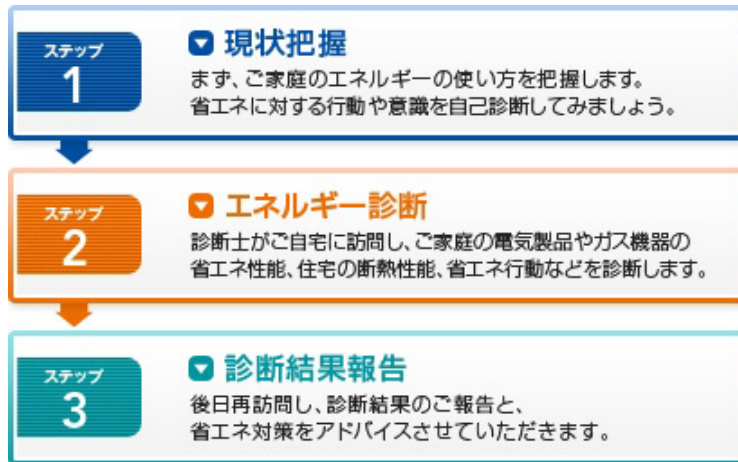 ステップ
1
現状把握
まず、ご家庭のエネルギーの使い方を把握します。
省エネに対する行動や意識を自己診断してみましょう。
ステップ
2
エネルギー診断
診断士がご自宅に訪問し、ご家庭の電気製品やガス機器の
省エネ性能、住宅の断熱性能、省エネ行動などを診断します。
ステップ
3
診断結果報告
後日再訪問し、診断結果のご報告と、
省エネ対策をアドバイスさせていただきます。